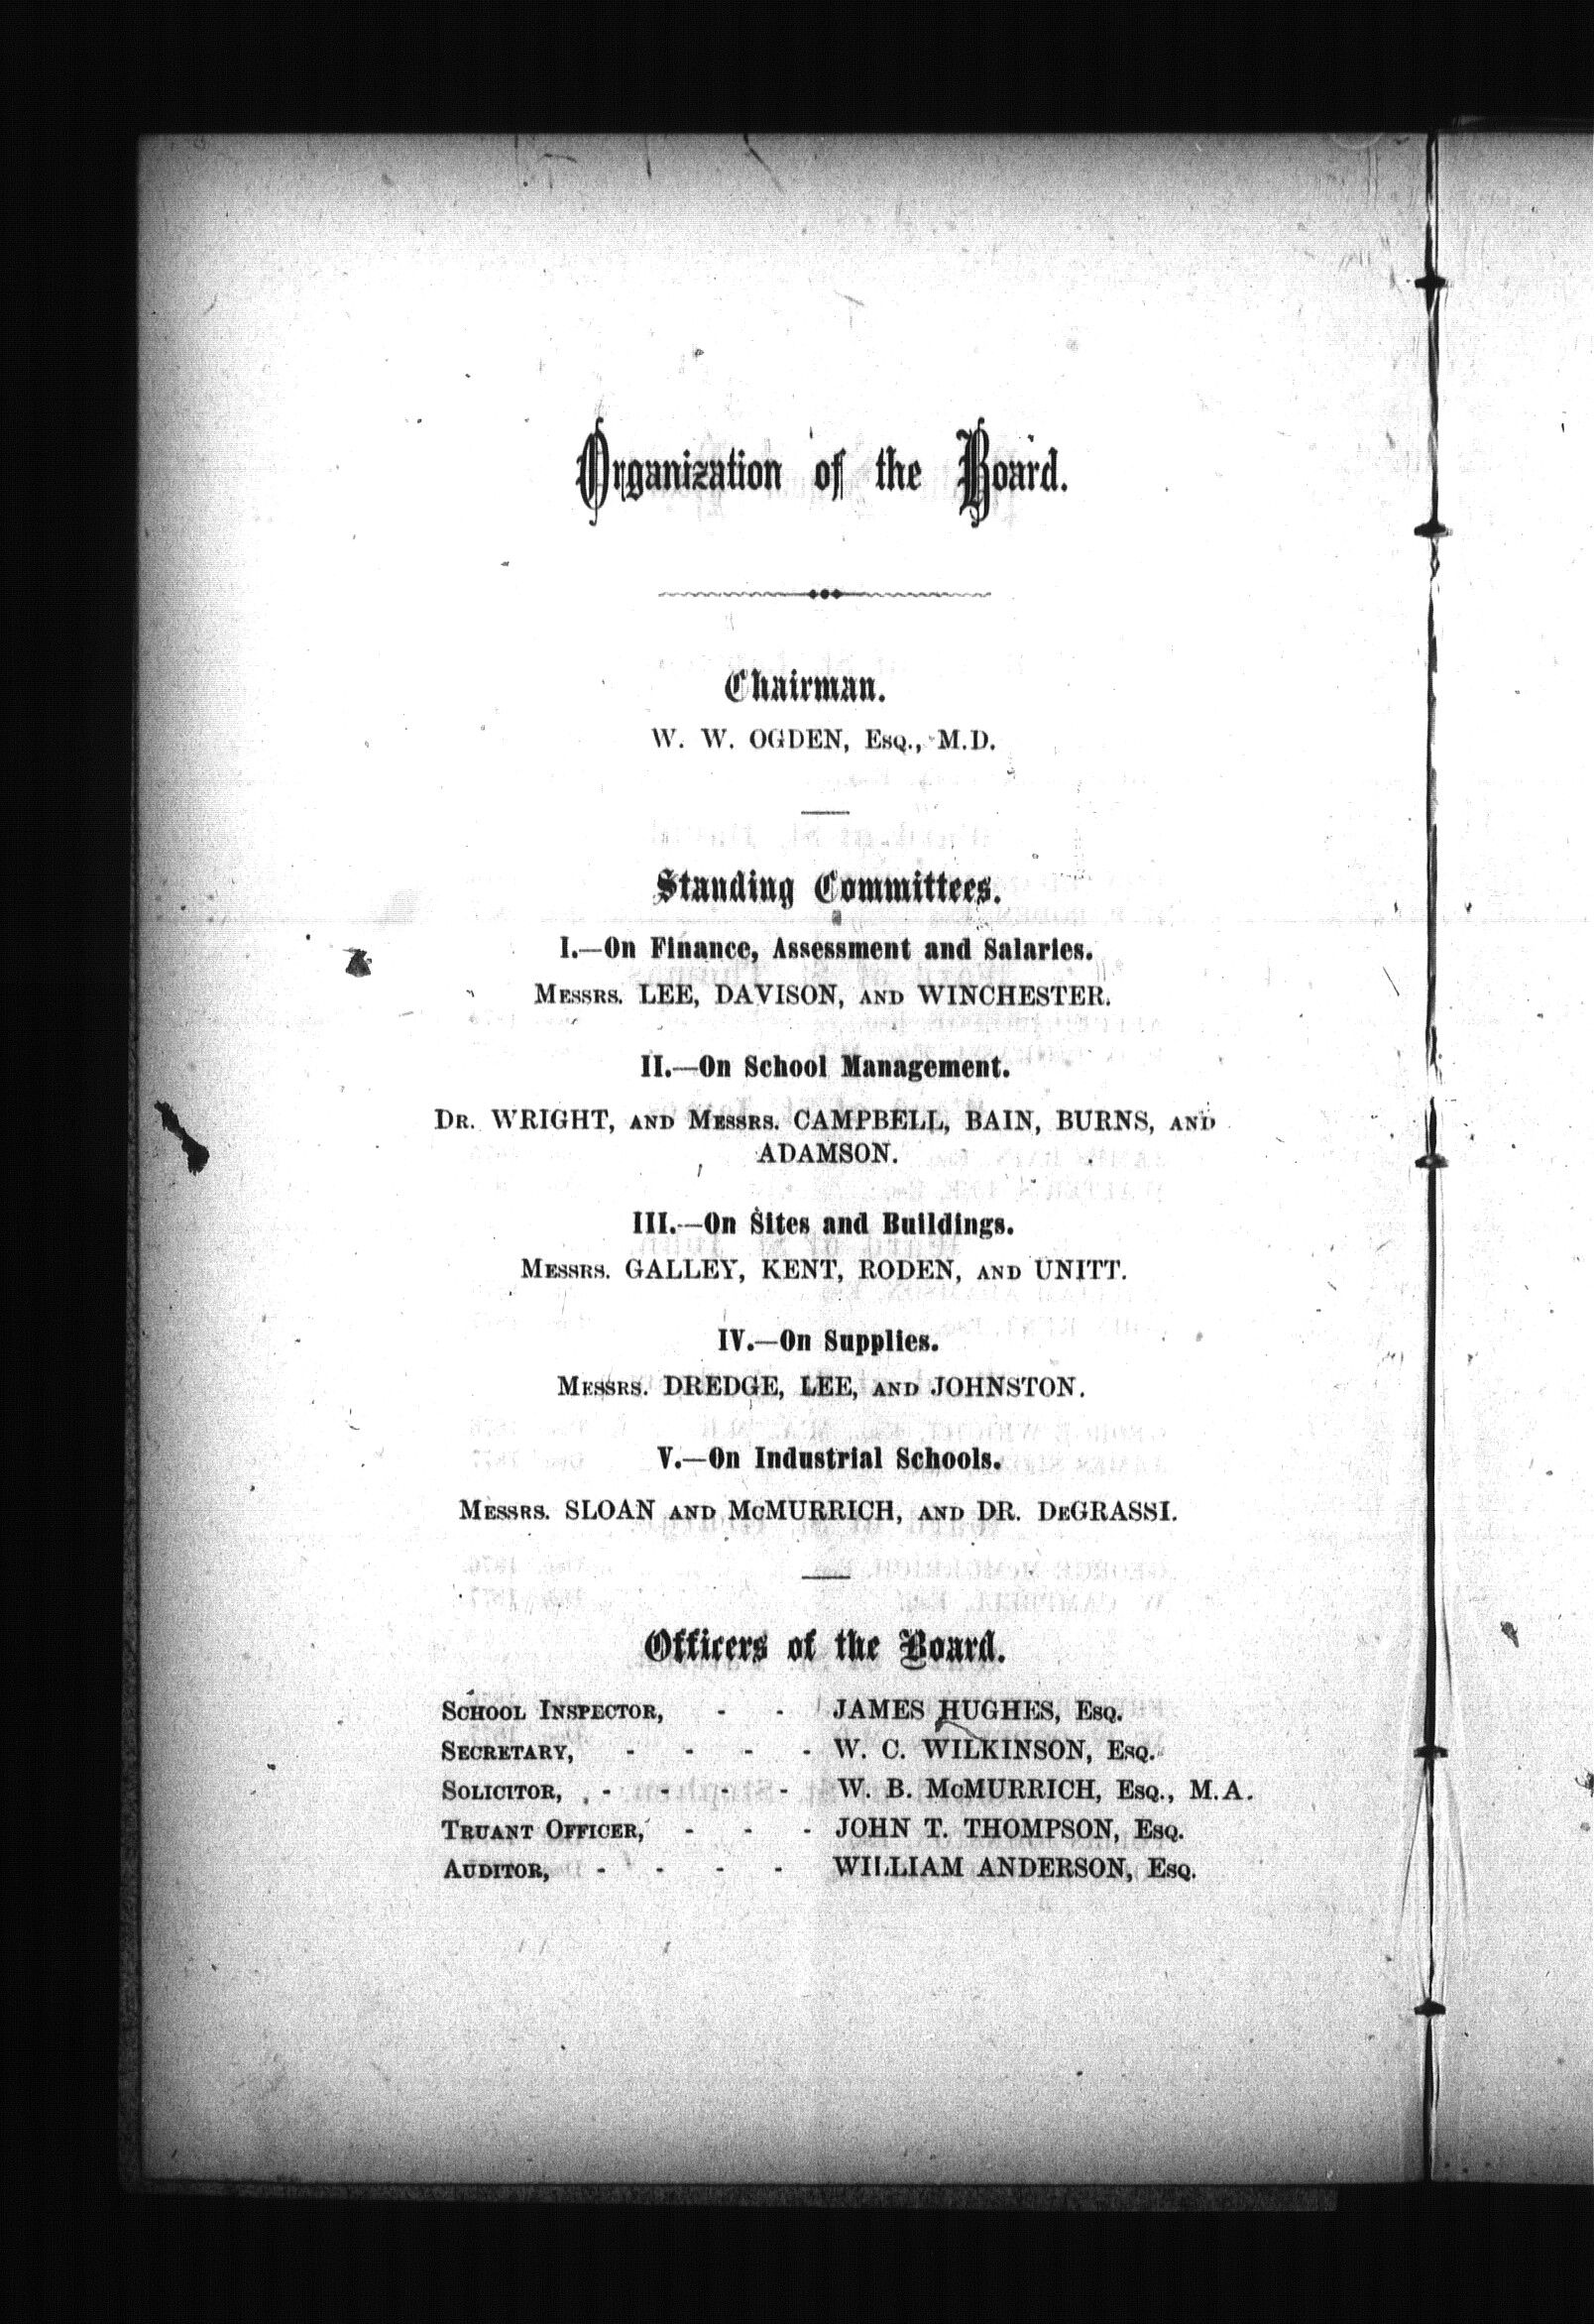 Organization of the Board.
Chairman.
W. W. OGDEN, Esq., M.D.
Standing Committees.
I.—On Finance, Assessment and Salaries.
Messrs. LEE, DAVISON, and WINCHESTER.
II.—On School Management.
Dr. WRIGHT, and Messrs. CAMPBELL, BAIN, BURNS, and
ADAMSON.
III.—On Sites and Buildings.
Messrs. GALLEY, KENT, RODEN, and UNITT.
IV.—On Supplies.
Messrs. DREDGE, LEE, and JOHNSTON.
V.—On Industrial Schools.
Messrs. SLOAN and McMURRICH, and DR. DeGRASSI.
Officers of the Board.
School Inspector, - - JAMES HUGHES, Esq.
Secretary, - - - - W. C. WILKINSON, Esq.
Solicitor, - - - - W. B. McMURRICH, Esq., M.A.
Truant Officer, - - - JOHN T. THOMPSON, Esq.
Auditor, - - - - WILLIAM ANDERSON, Esq.